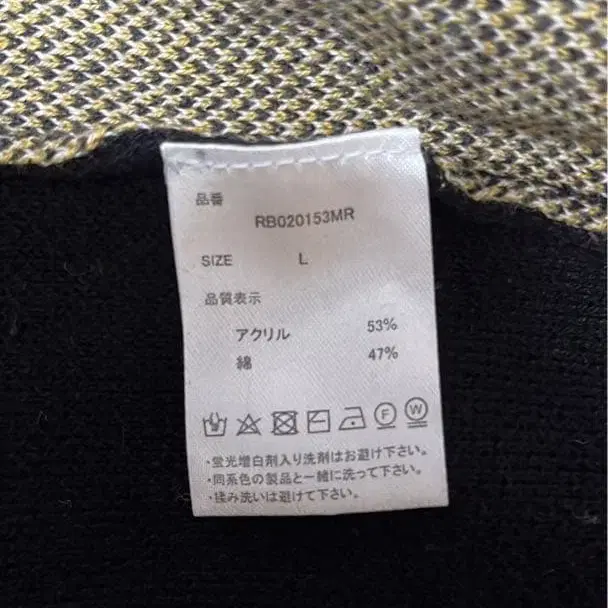 品番
RB020153MR
SIZE L
品質表示
アクリル 53%
綿 47%
F W
・蛍光増白剤入り洗剤はお避け下さい。
・同系色の製品と一緒に洗って下さい。
・揉み洗いは避けて下さい。